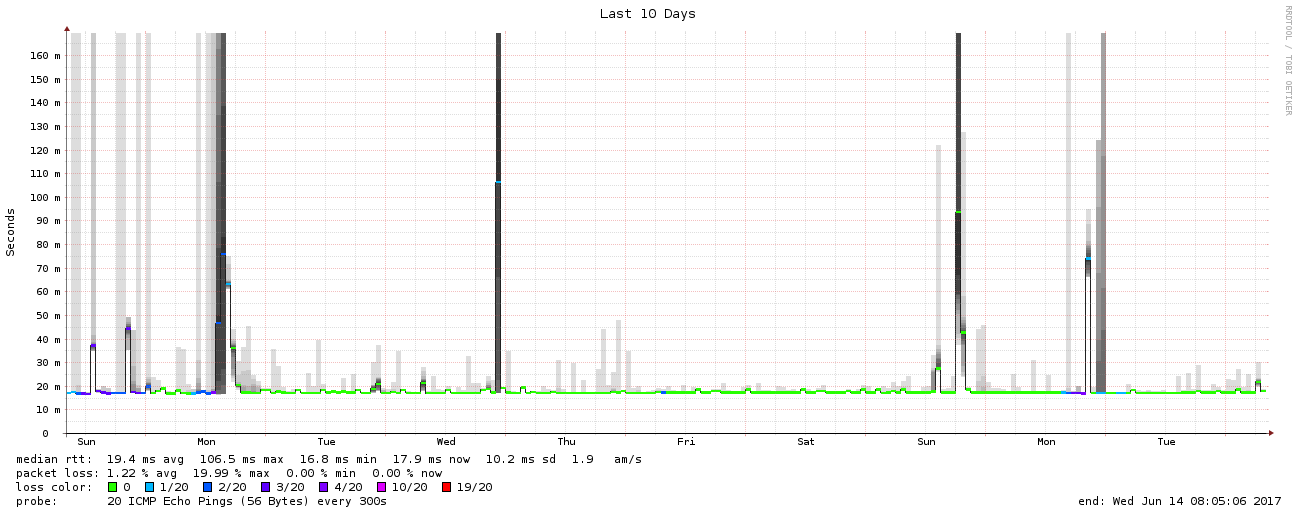 Last 10 Days
RRDTOOL / TOBI OETIKER
Seconds
160 m
150 m
140 m
130 m
120 m
110 m
100 m
90 m
80 m
70 m
60 m
50 m
40 m
30 m
20 m
10 m
0
Sun Mon Tue Wed Thu Fri Sat Sun Mon Tue
median rtt: 19.4 ms avg 106.5 ms max 16.8 ms min 17.9 ms now 10.2 ms sd 1.9 am/s
packet loss: 1.22 % avg 19.99 % max 0.00 % min 0.00 % now
loss color: 0 1/20 2/20 3/20 4/20 10/20 19/20
probe: 20 ICMP Echo Pings (56 Bytes) every 300s end: Wed Jun 14 08:05:06 2017